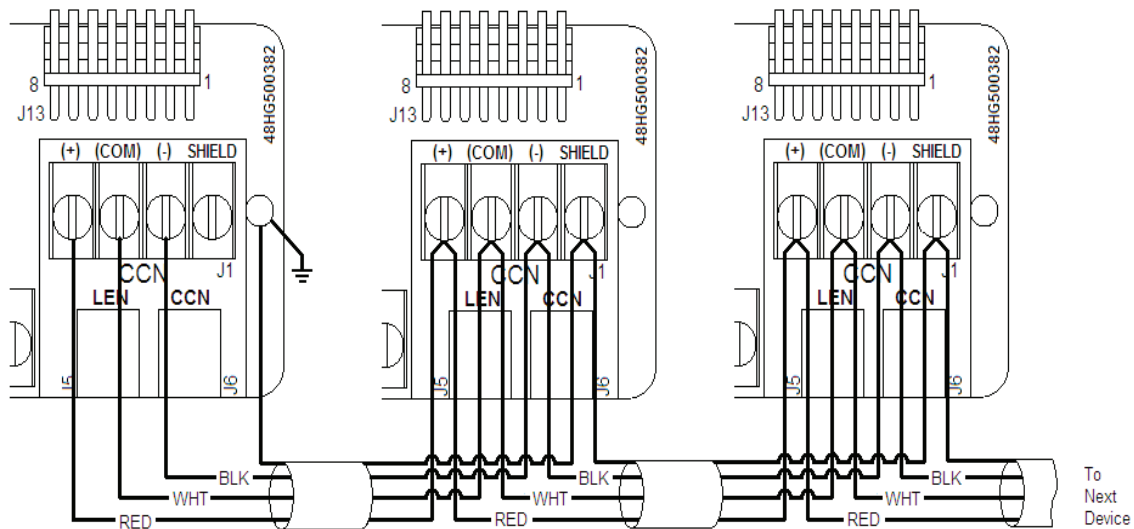 8 1
J13
48HG500382
(+) (COM) (-) SHIELD
CCN J1
LEN CCN
J5 J6
BLK
WHT
RED
8 1
J13
48HG500382
(+) (COM) (-) SHIELD
CCN J1
LEN CCN
J5 J6
BLK
WHT
RED
8 1
J13
48HG500382
(+) (COM) (-) SHIELD
CCN J1
LEN CCN
J5 J6
BLK
WHT
RED
To
Next
Device